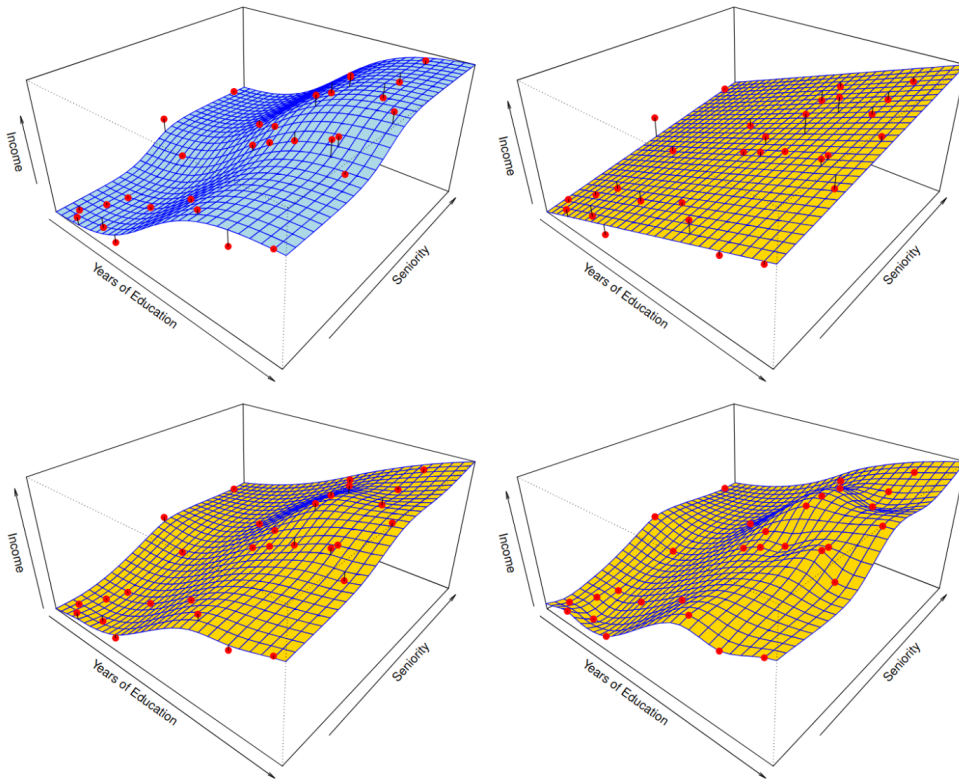 Income
Years of Education
Seniority
Income
Years of Education
Seniority
Income
Years of Education
Seniority
Income
Years of Education
Seniority